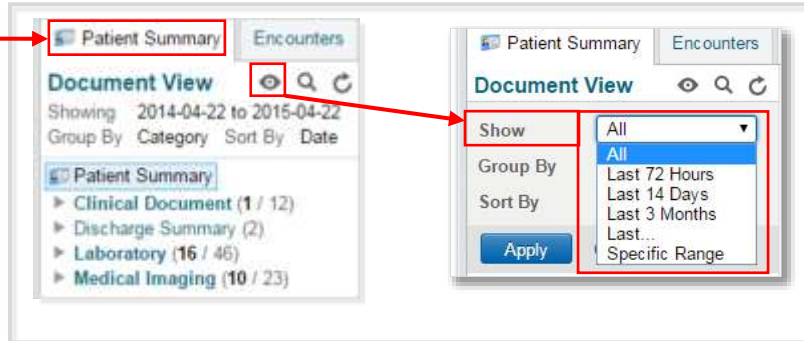 Patient Summary Encounters
Document View
Showing 2014-04-22 to 2015-04-22
Group By Category Sort By Date
Patient Summary
Clinical Document (1 / 12)
Discharge Summary (2)
Laboratory (16 / 46)
Medical Imaging (10 / 23)
Patient Summary Encounters
Document View
Show All
All
Last 72 Hours
Group By
Last 14 Days
Sort By
Last 3 Months
Last...
Apply
Specific Range